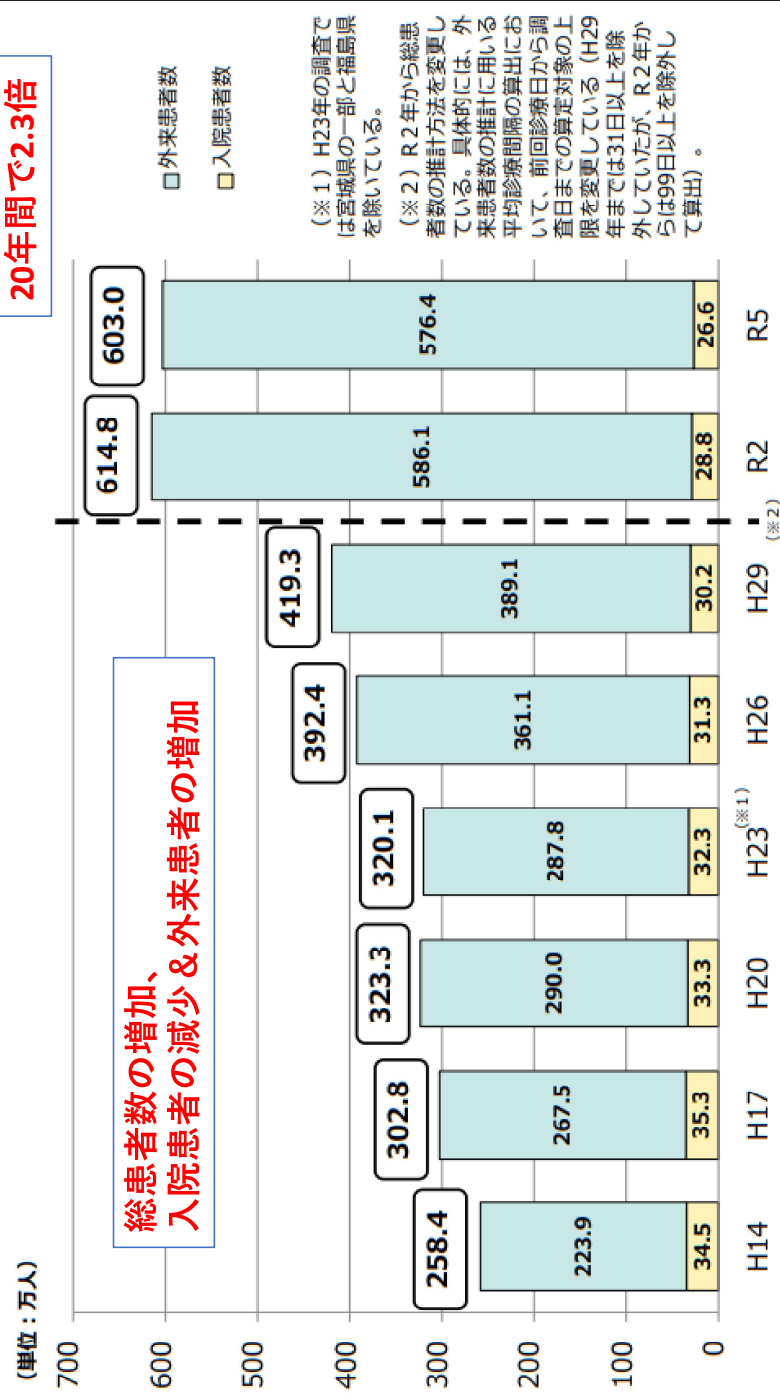 （単位：万人）
20年間で2.3倍
総患者数の増加、
入院患者の減少＆外来患者の増加
□外来患者数
□入院患者数
700
600
500
400
300
200
100
0
258.4
223.9
34.5
H14
302.8
267.5
35.3
H17
323.3
290.0
33.3
H20
320.1
287.8
32.3
H23（※１）
392.4
361.1
31.3
H26
419.3
389.1
30.2
H29
（※２）
614.8
586.1
28.8
R2
603.0
576.4
26.6
R5
（※１）H23年の調査で
は宮城県の一部と福島県
を除いている。
（※２）R２年から総患
者数の推計方法を変更し
ている。具体的には、外
来患者数の推計に用いる
平均診療間隔の算出にお
いて、前回診療日から調
査日までの算定対象の上
限を変更している（H29
年までは31日以上を除
外していたが、R２年か
らは99日以上を除外し
て算出）。